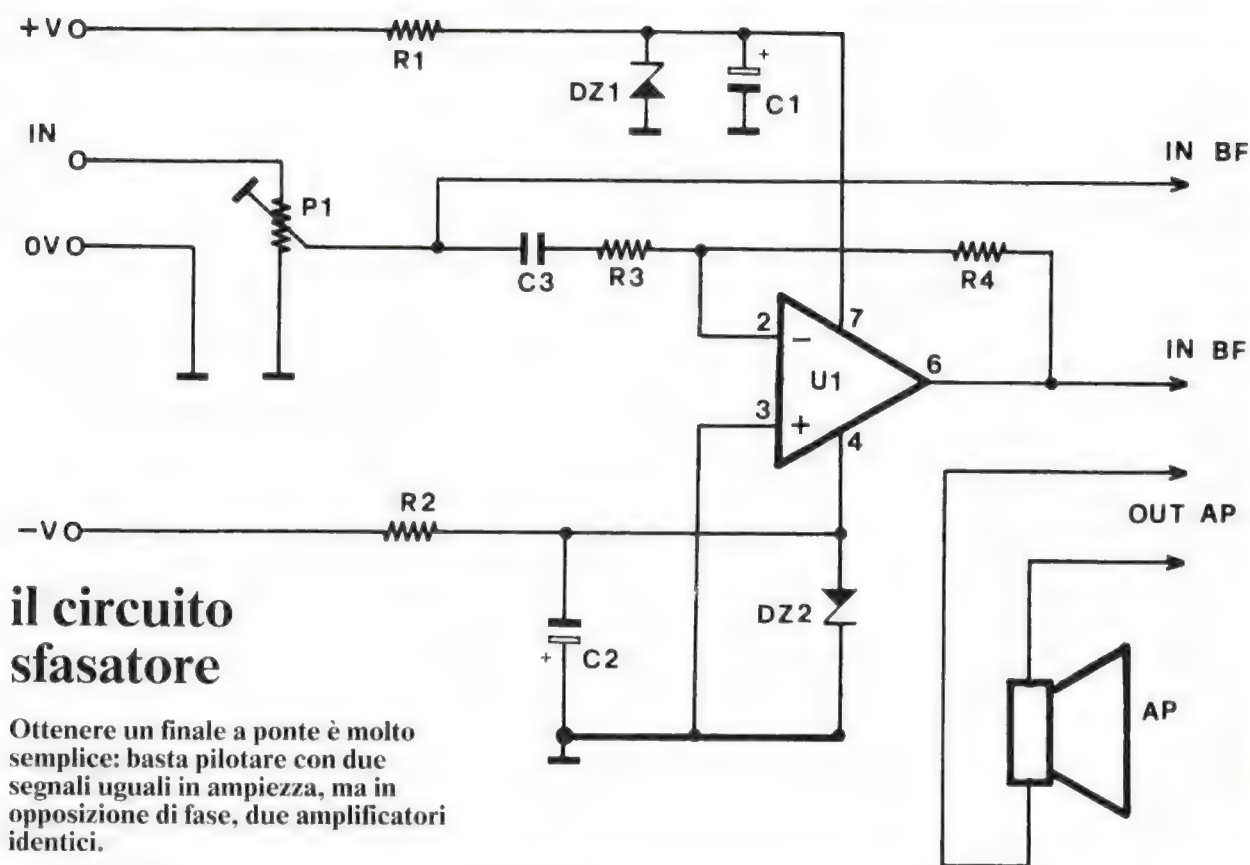 +V
R1
DZ1
+
C1
IN
P1
IN BF
0V
C3
R3
R4
2
−
7
U1
6
IN BF
3
+
4
−V
R2
OUT AP
DZ2
+
C2
AP
il circuito
sfasatore
Ottenere un finale a ponte è molto
semplice: basta pilotare con due
segnali uguali in ampiezza, ma in
opposizione di fase, due amplificatori
identici.